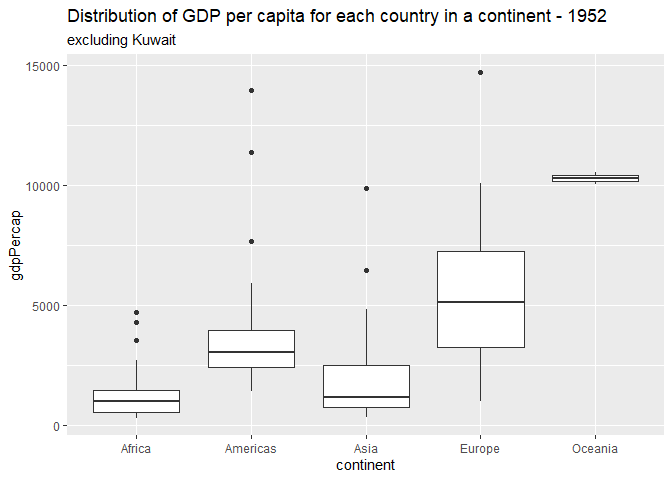 Distribution of GDP per capita for each country in a continent - 1952
excluding Kuwait
15000
10000
5000
0
gdpPercap
Africa Americas Asia Europe Oceania
continent